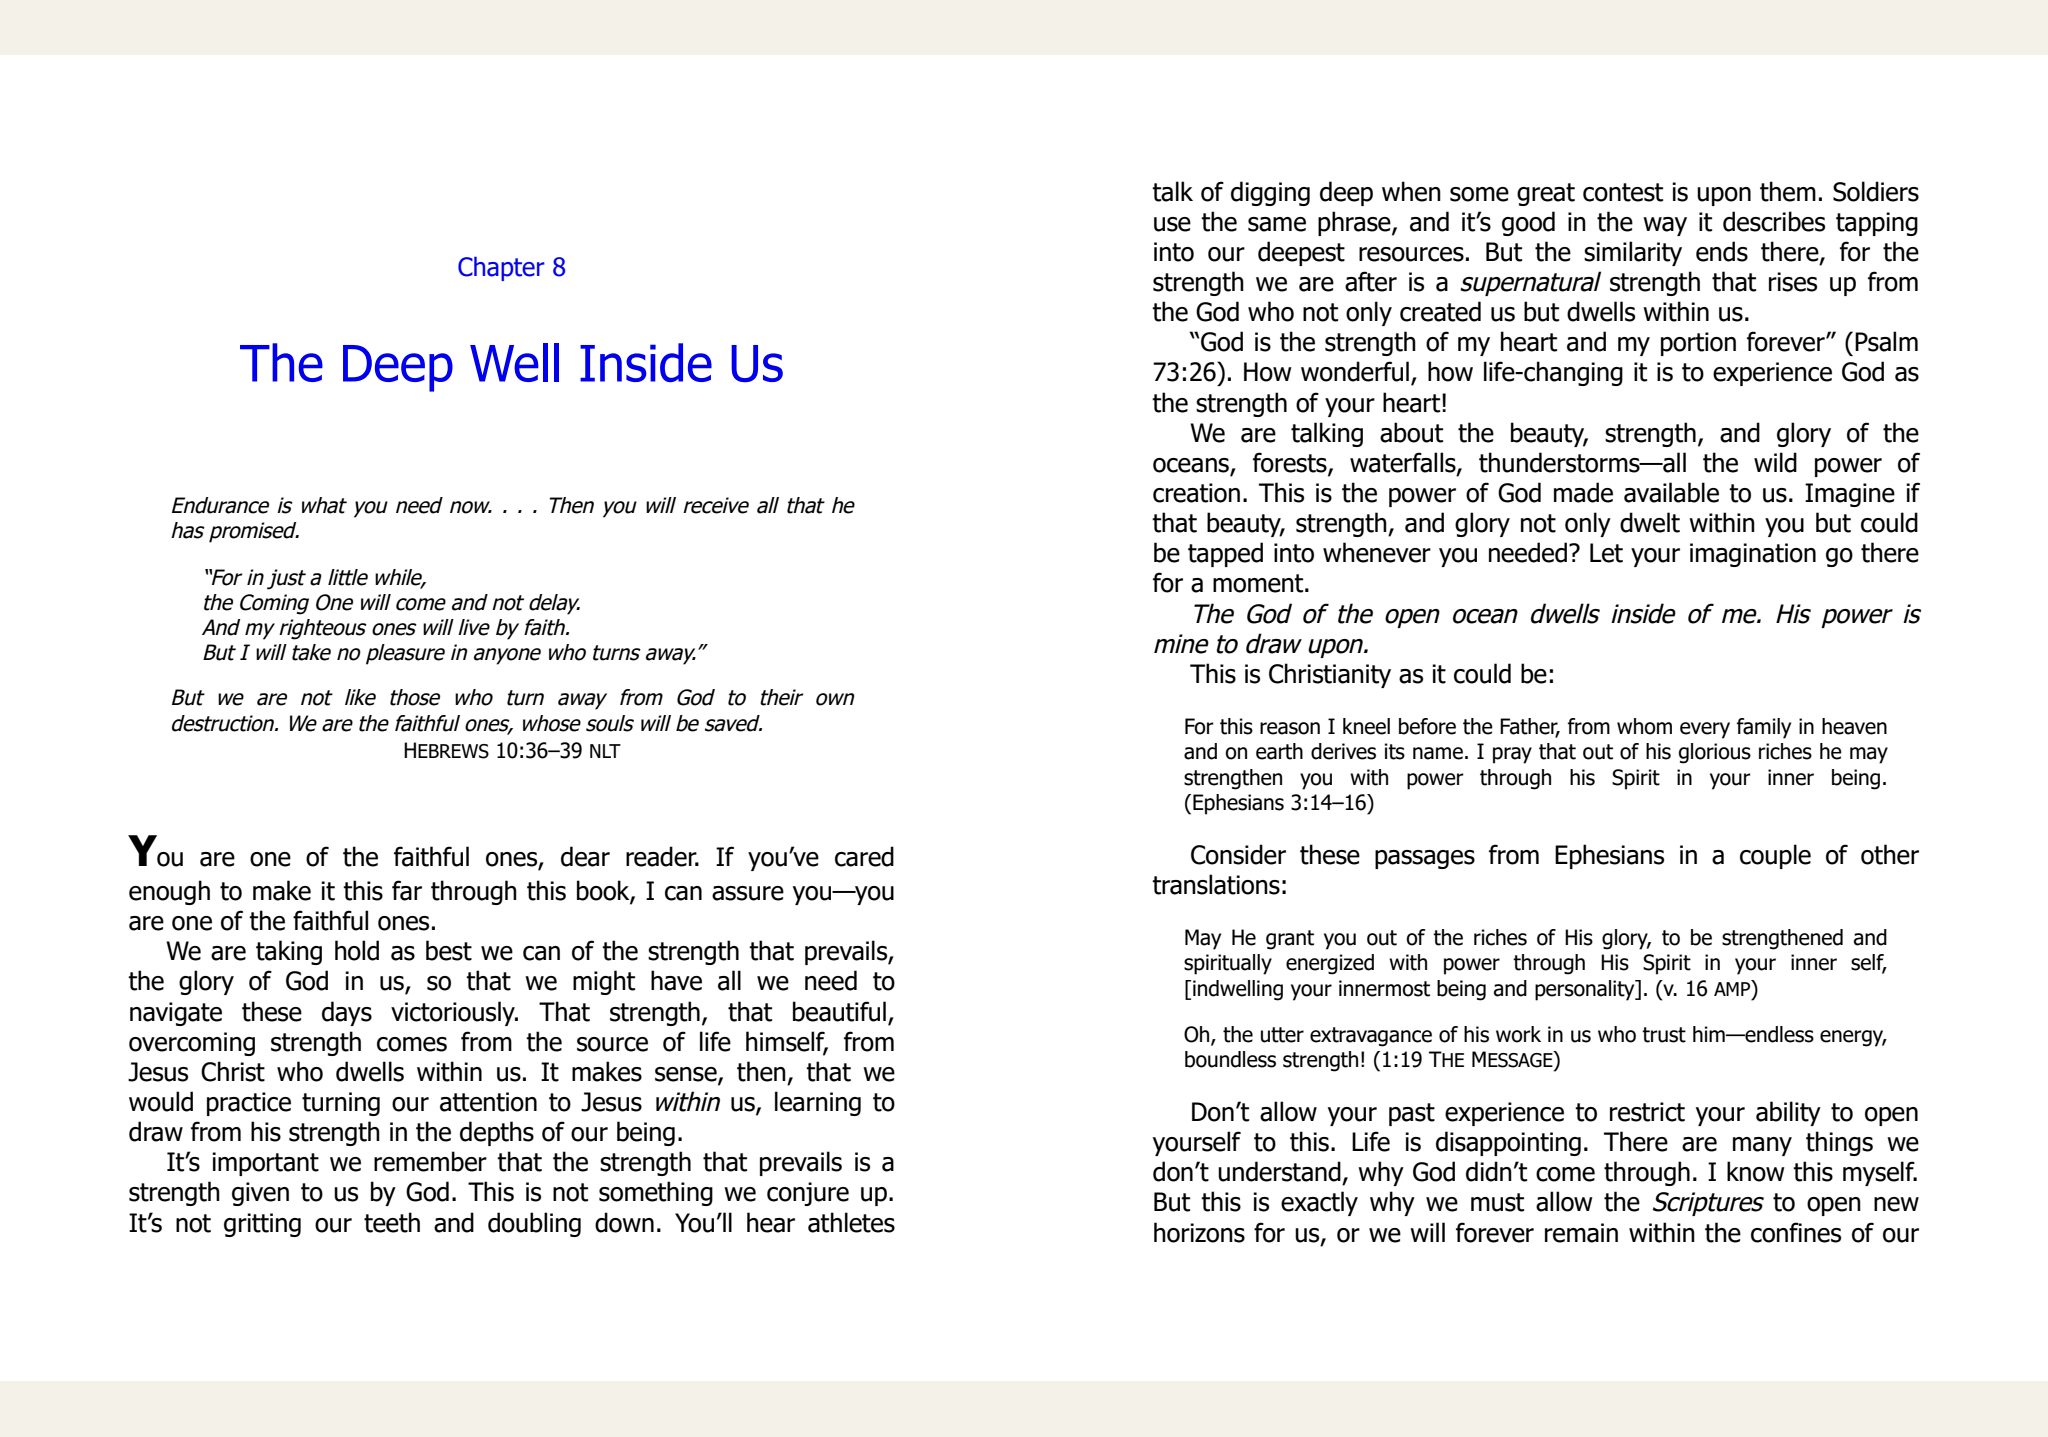 Chapter 8
The Deep Well Inside Us
Endurance is what you need now. . . . Then you will receive all that he
has promised.
“For in just a little while,
the Coming One will come and not delay.
And my righteous ones will live by faith.
But I will take no pleasure in anyone who turns away.”
But we are not like those who turn away from God to their own
destruction. We are the faithful ones, whose souls will be saved.
HEBREWS 10:36–39 NLT
You are one of the faithful ones, dear reader. If you’ve cared
enough to make it this far through this book, I can assure you—you
are one of the faithful ones.
We are taking hold as best we can of the strength that prevails,
the glory of God in us, so that we might have all we need to
navigate these days victoriously. That strength, that beautiful,
overcoming strength comes from the source of life himself, from
Jesus Christ who dwells within us. It makes sense, then, that we
would practice turning our attention to Jesus within us, learning to
draw from his strength in the depths of our being.
It’s important we remember that the strength that prevails is a
strength given to us by God. This is not something we conjure up.
It’s not gritting our teeth and doubling down. You’ll hear athletes
talk of digging deep when some great contest is upon them. Soldiers
use the same phrase, and it’s good in the way it describes tapping
into our deepest resources. But the similarity ends there, for the
strength we are after is a supernatural strength that rises up from
the God who not only created us but dwells within us.
“God is the strength of my heart and my portion forever” (Psalm
73:26). How wonderful, how life-changing it is to experience God as
the strength of your heart!
We are talking about the beauty, strength, and glory of the
oceans, forests, waterfalls, thunderstorms—all the wild power of
creation. This is the power of God made available to us. Imagine if
that beauty, strength, and glory not only dwelt within you but could
be tapped into whenever you needed? Let your imagination go there
for a moment.
The God of the open ocean dwells inside of me. His power is
mine to draw upon.
This is Christianity as it could be:
For this reason I kneel before the Father, from whom every family in heaven
and on earth derives its name. I pray that out of his glorious riches he may
strengthen you with power through his Spirit in your inner being.
(Ephesians 3:14–16)
Consider these passages from Ephesians in a couple of other
translations:
May He grant you out of the riches of His glory, to be strengthened and
spiritually energized with power through His Spirit in your inner self,
[indwelling your innermost being and personality]. (v. 16 AMP)
Oh, the utter extravagance of his work in us who trust him—endless energy,
boundless strength! (1:19 THE MESSAGE)
Don’t allow your past experience to restrict your ability to open
yourself to this. Life is disappointing. There are many things we
don’t understand, why God didn’t come through. I know this myself.
But this is exactly why we must allow the Scriptures to open new
horizons for us, or we will forever remain within the confines of our